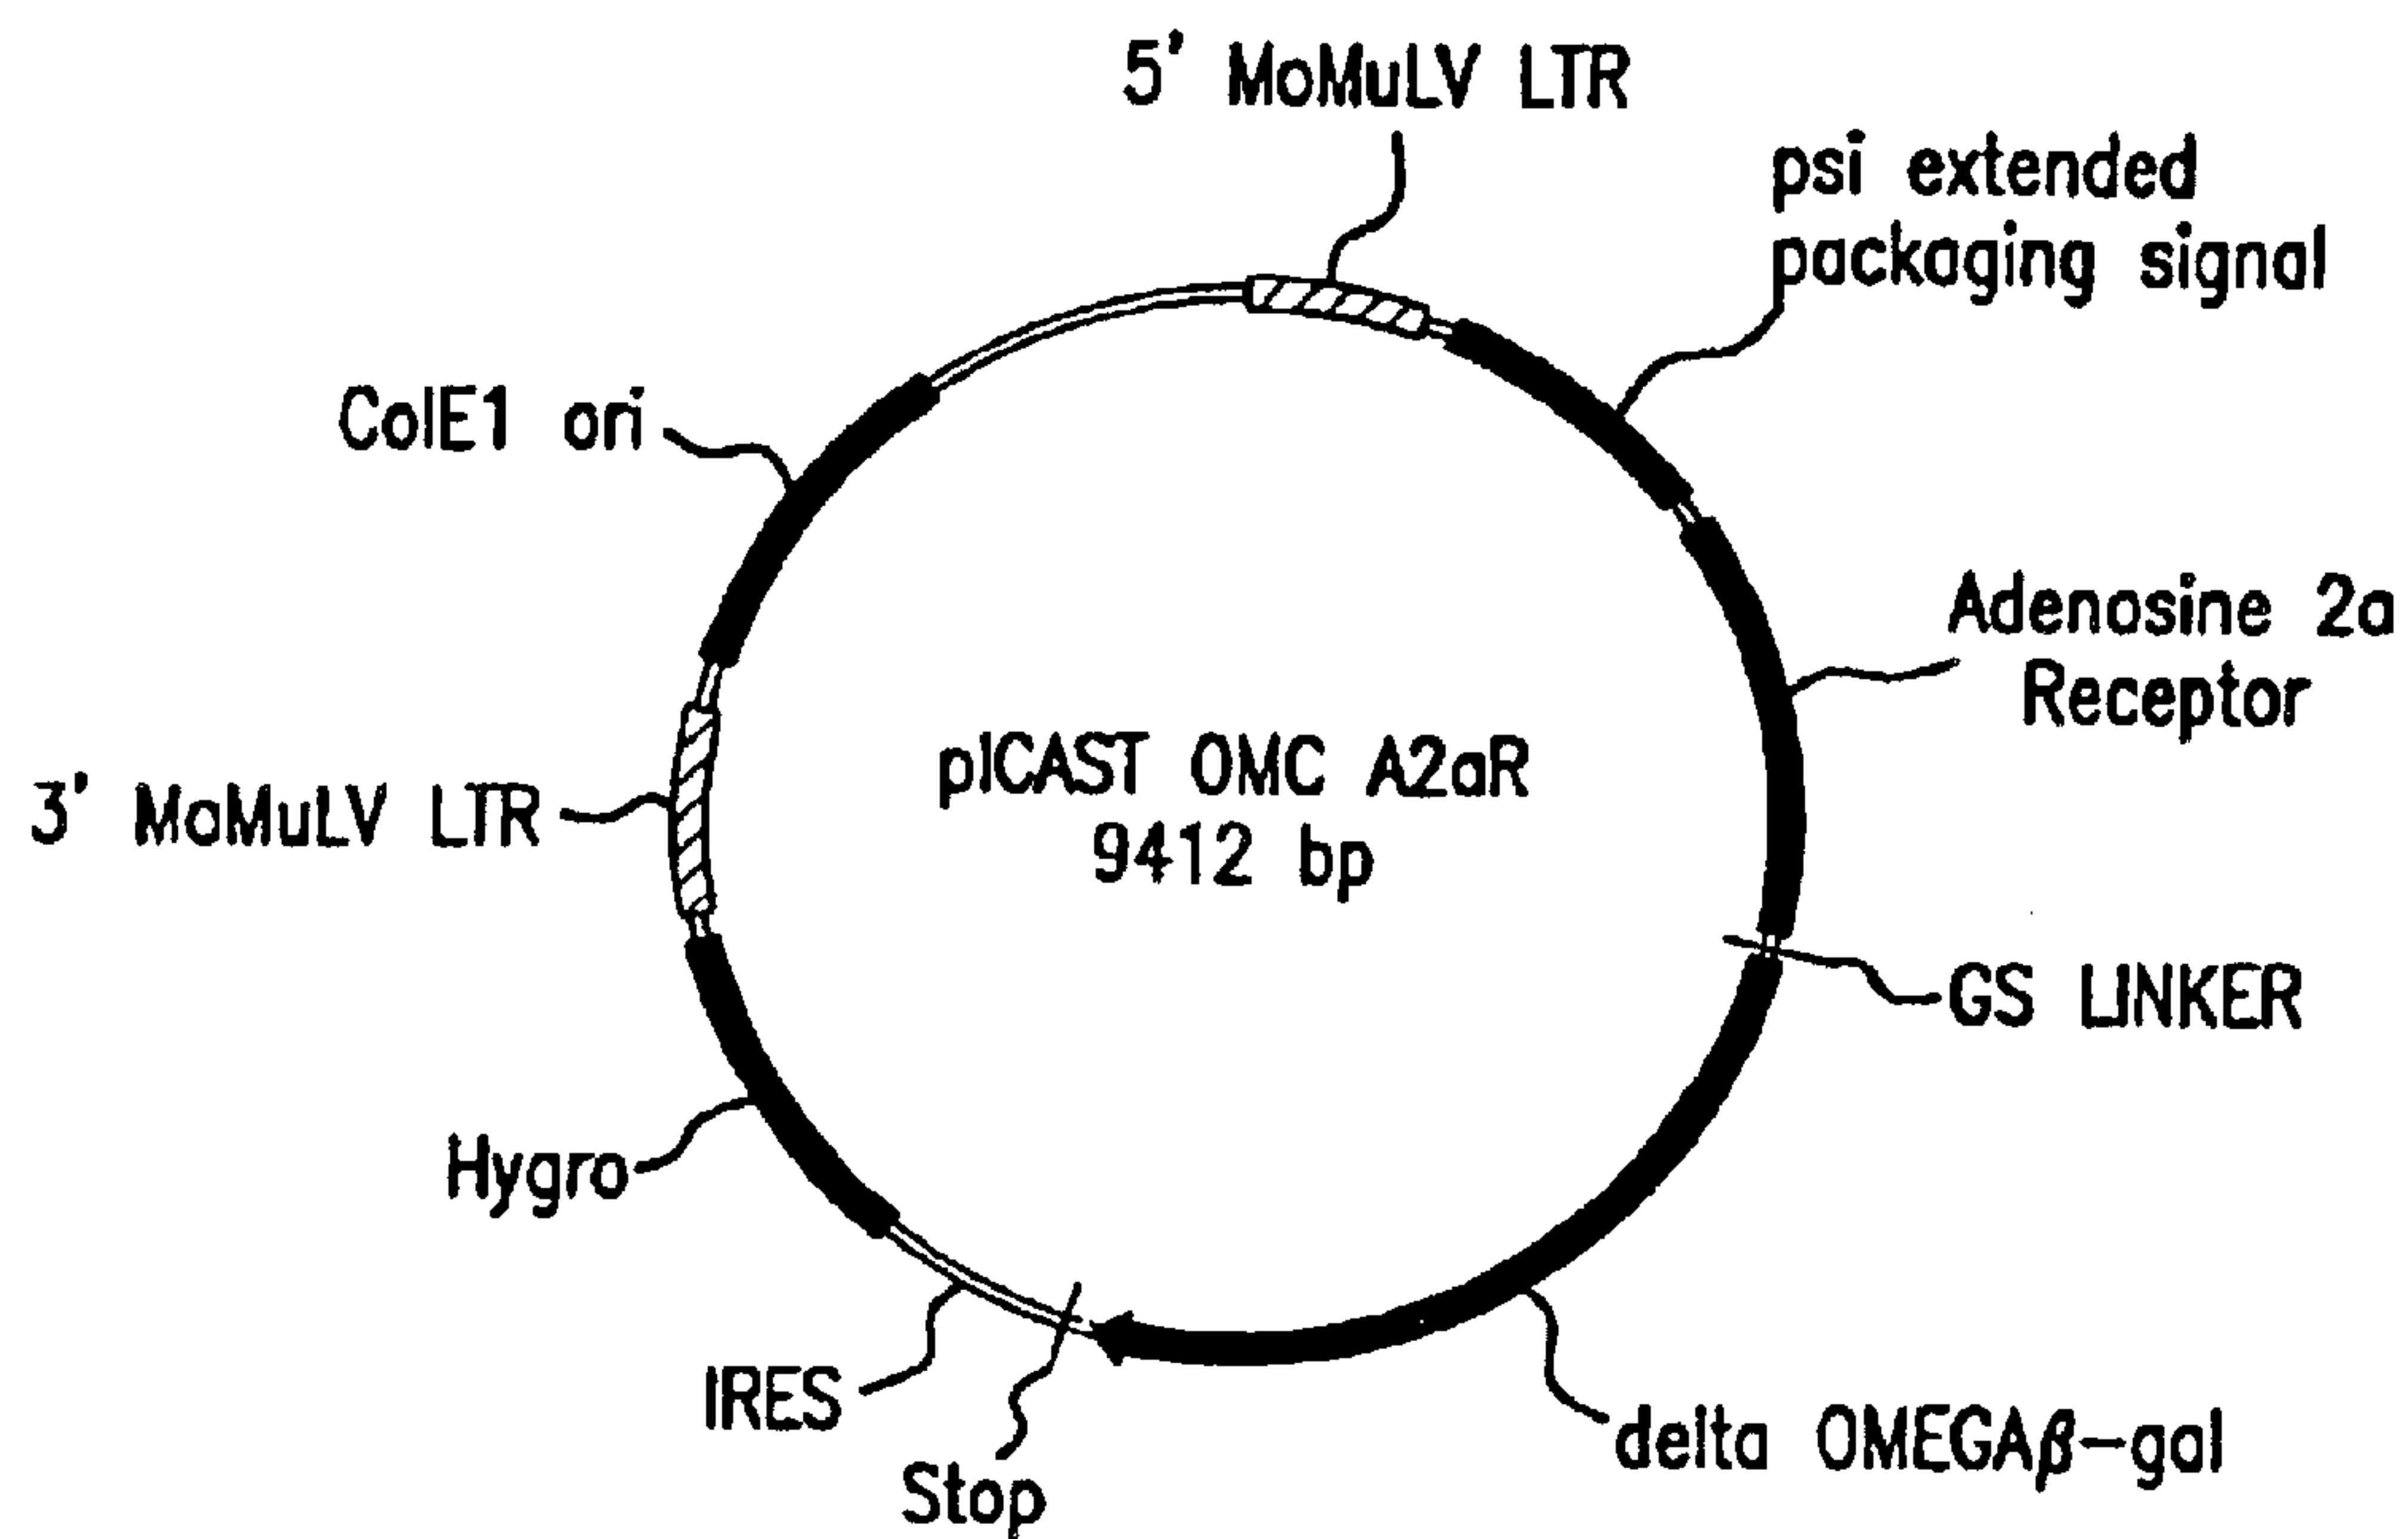 5' MoMuLV LTR
psi extended
packaging signal
ColE1 ori
Adenosine 2a
Receptor
pICAST OMC A2aR
9412 bp
3' MoMuLV LTR
GS LINKER
Hygro
IRES
Stop
delta OMEGAβ-gal